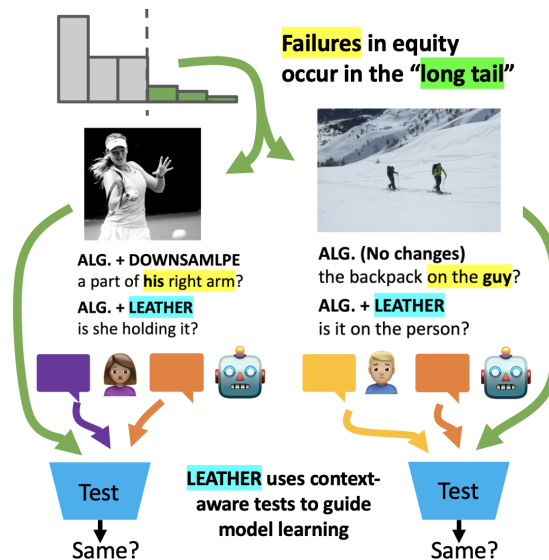 Failures in equity
occur in the “long tail”
ALG. + DOWNSAMLPE
a part of his right arm?
ALG. + LEATHER
is she holding it?
ALG. (No changes)
the backpack on the guy?
ALG. + LEATHER
is it on the person?
Test
Same?
LEATHER uses context-
aware tests to guide
model learning
Test
Same?